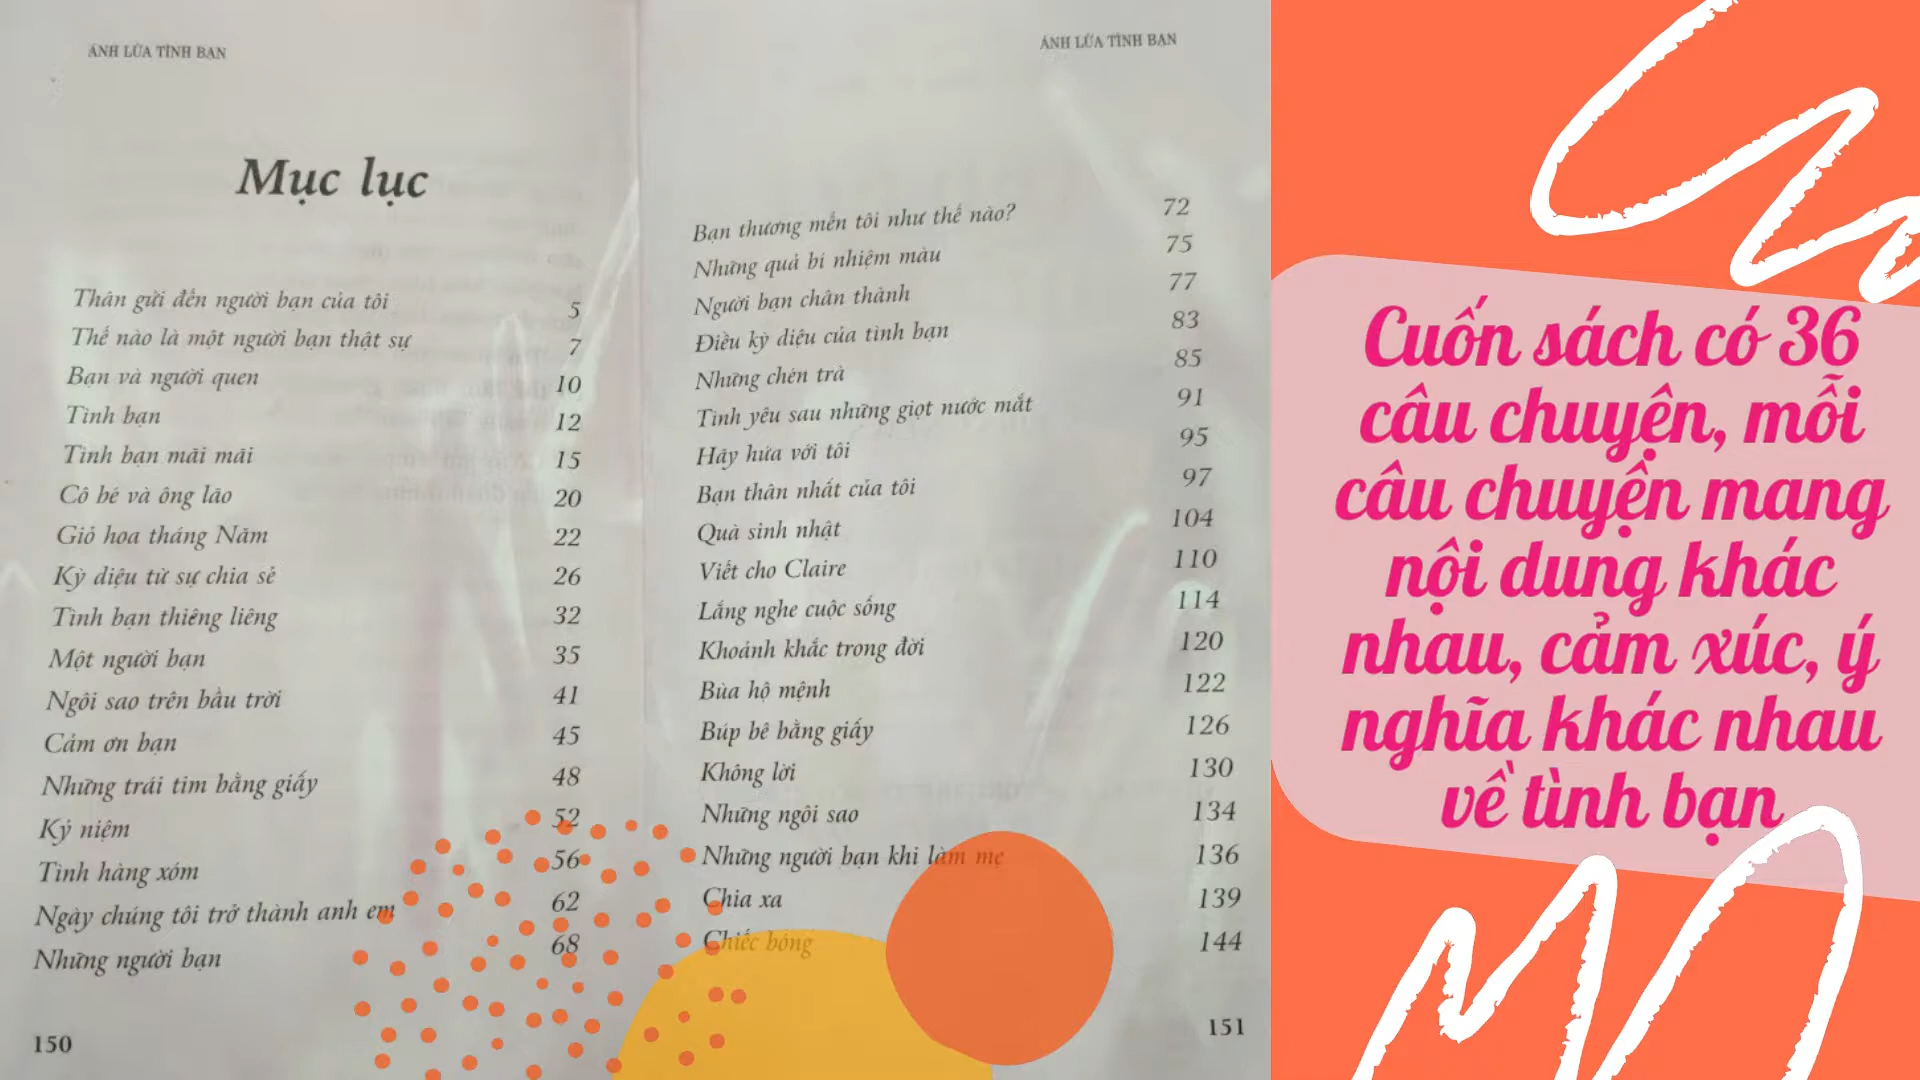 ÁNH LỬA TÌNH BẠN
Mục lục
Thân gửi đến người bạn của tôi 5
Thế nào là một người bạn thật sự 7
Bạn và người quen 10
Tình bạn 12
Tình bạn mãi mãi 15
Cô bé và ông lão 20
Giỏ hoa tháng Năm 22
Kỳ diệu từ sự chia sẻ 26
Tình bạn thiêng liêng 32
Một người bạn 35
Ngôi sao trên bầu trời 41
Cảm ơn bạn 45
Những trái tim bằng giấy 48
Kỷ niệm 52
Tình hàng xóm 56
Ngày chúng tôi trở thành anh em 62
Những người bạn 68
150
ÁNH LỬA TÌNH BẠN
Bạn thương mến tôi như thế nào? 72
Những quả bí nhiệm màu 75
Người bạn chân thành 77
Điều kỳ diệu của tình bạn 83
Những chén trà 85
Tình yêu sau những giọt nước mắt 91
Hãy hứa với tôi 95
Bạn thân nhất của tôi 97
Quà sinh nhật 104
Viết cho Claire 110
Lắng nghe cuộc sống 114
Khoảnh khắc trong đời 120
Bùa hộ mệnh 122
Búp bê bằng giấy 126
Không lời 130
Những ngôi sao 134
Những người bạn khi làm mẹ 136
Chia xa 139
Chiếc bóng 144
151
Cuốn sách có 36
câu chuyện, mỗi
câu chuyện mang
nội dung khác
nhau, cảm xúc, ý
nghĩa khác nhau
về tình bạn